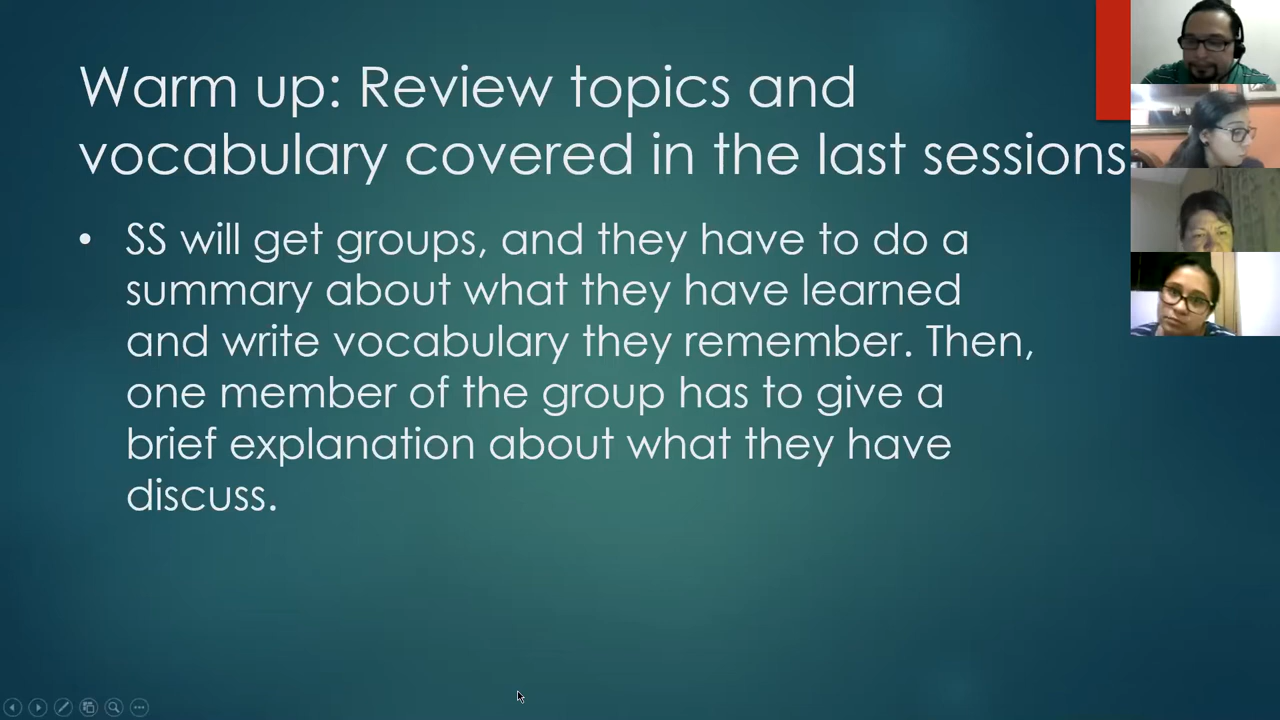 Warm up: Review topics and
vocabulary covered in the last sessions
• SS will get groups, and they have to do a
summary about what they have learned
and write vocabulary they remember. Then,
one member of the group has to give a
brief explanation about what they have
discuss.